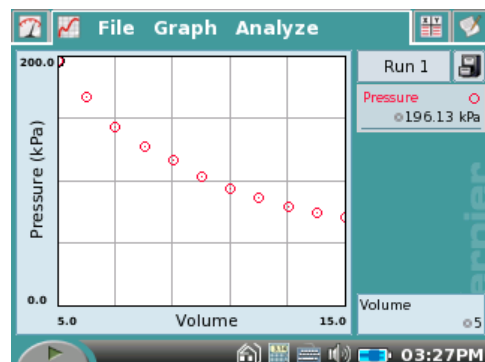 File Graph Analyze
X Y
200.0
Pressure (kPa)
0.0
5.0
Volume
15.0
Run 1
Pressure
196.13 kPa
Volume
5
03:27PM